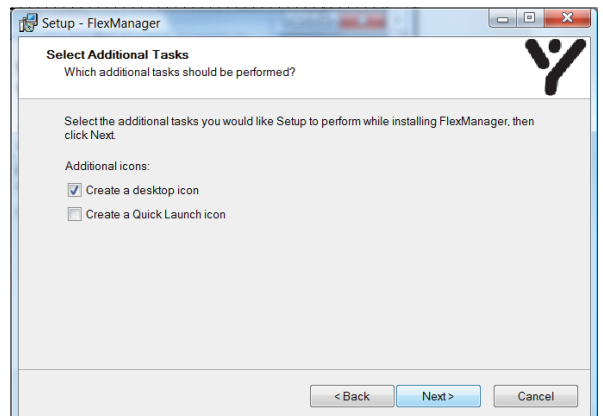 Setup - FlexManager
Select Additional Tasks
Which additional tasks should be performed?
Select the additional tasks you would like Setup to perform while installing FlexManager, then
click Next.
Additional icons:
Create a desktop icon
Create a Quick Launch icon
< Back
Next >
Cancel